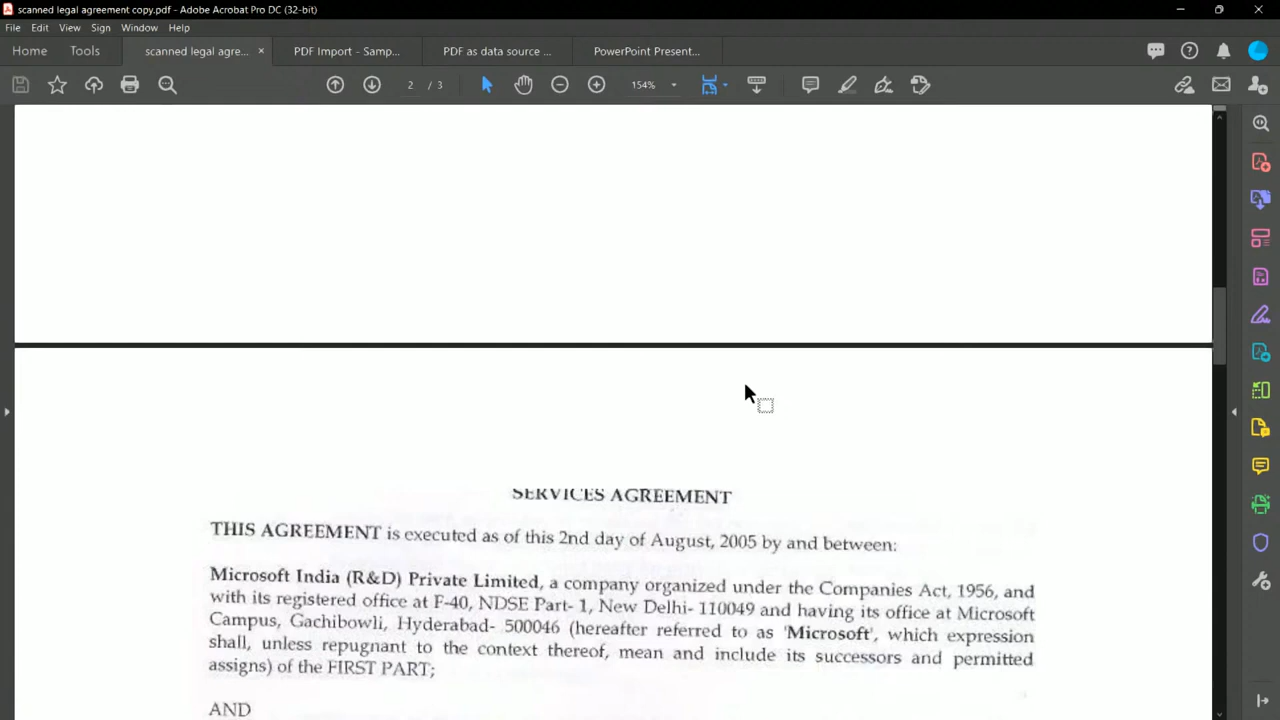 scanned legal agreement copy.pdf - Adobe Acrobat Pro DC (32-bit)
File Edit View Sign Window Help
Home Tools scanned legal agre... × PDF Import - Samp... PDF as data source ... PowerPoint Present...
2 / 3 154%
SERVICES AGREEMENT
THIS AGREEMENT is executed as of this 2nd day of August, 2005 by and between:
Microsoft India (R&D) Private Limited, a company organized under the Companies Act, 1956, and
with its registered office at F-40, NDSE Part- 1, New Delhi- 110049 and having its office at Microsoft
Campus, Gachibowli, Hyderabad- 500046 (hereafter referred to as 'Microsoft', which expression
shall, unless repugnant to the context thereof, mean and include its successors and permitted
assigns) of the FIRST PART;
AND